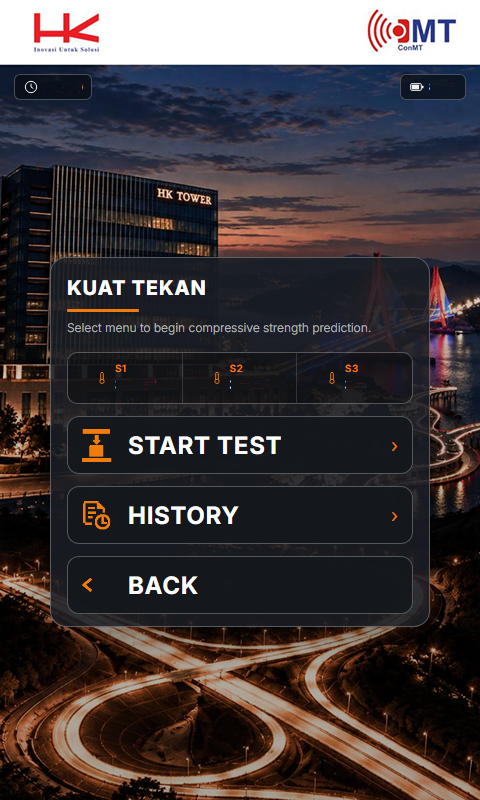 HK
Inovasi Untuk Solusi
MT
ConMT
HK TOWER
KUAT TEKAN
Select menu to begin compressive strength prediction.
S1
S2
S3
START TEST
HISTORY
BACK